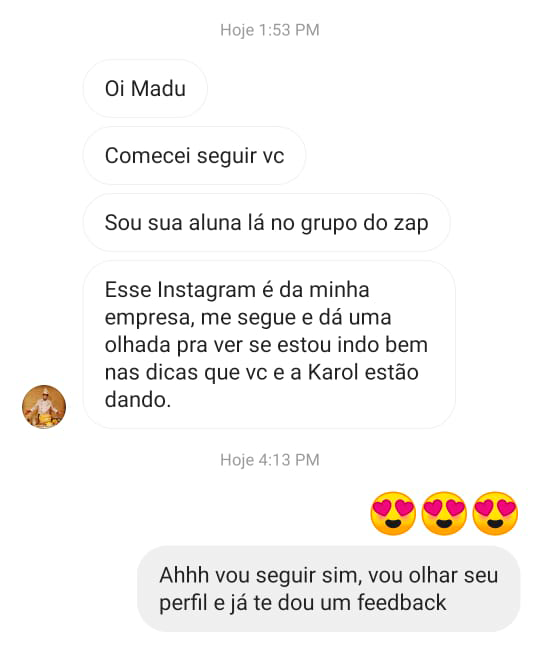 Hoje 1:53 PM
Oi Madu
Comecei seguir vc
Sou sua aluna lá no grupo do zap
Esse Instagram é da minha
empresa, me segue e dá uma
olhada pra ver se estou indo bem
nas dicas que vc e a Karol estão
dando.
Hoje 4:13 PM
😍😍😍
Ahhh vou seguir sim, vou olhar seu
perfil e já te dou um feedback